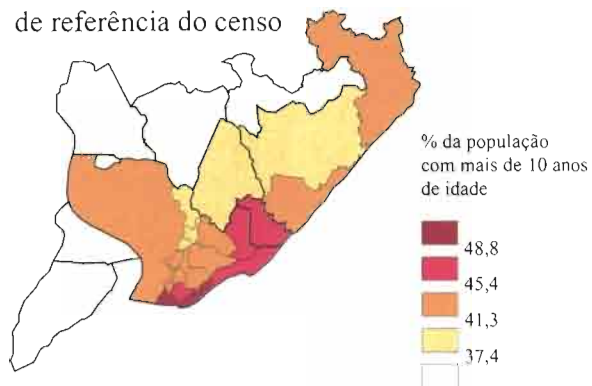 de referência do censo
% da população
com mais de 10 anos
de idade
48,8
45,4
41,3
37,4